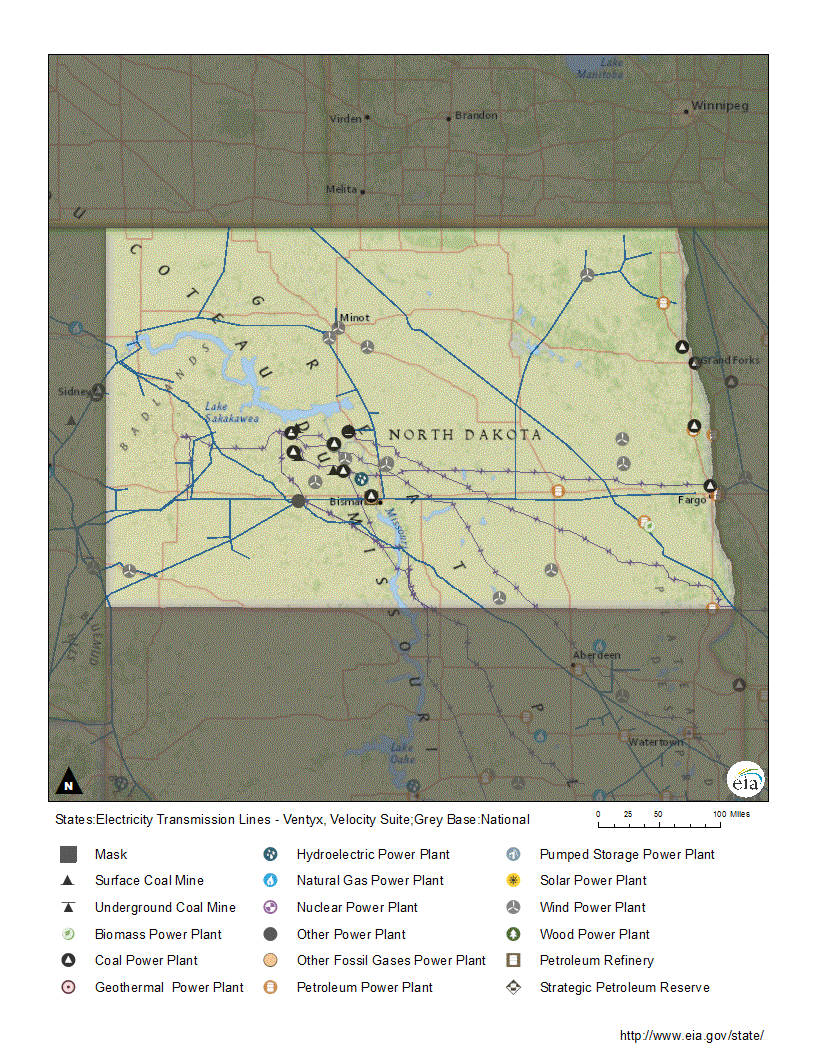 Lake
Manitoba
Winnipeg
Virden
Brandon
Melita
COTEAU DU MISSOURI
Minot
Grand Forks
BADLANDS
Sidney
Lake
Sakakawea
NORTH DAKOTA
Bismarck
Fargo
Missouri
Aberdeen
Watertown
Lake
Oahe
N
eia
States:Electricity Transmission Lines - Ventyx, Velocity Suite;Grey Base:National
0 25 50 100 Miles
Mask
Surface Coal Mine
Underground Coal Mine
Biomass Power Plant
Coal Power Plant
Geothermal Power Plant
Hydroelectric Power Plant
Natural Gas Power Plant
Nuclear Power Plant
Other Power Plant
Other Fossil Gases Power Plant
Petroleum Power Plant
Pumped Storage Power Plant
Solar Power Plant
Wind Power Plant
Wood Power Plant
Petroleum Refinery
Strategic Petroleum Reserve
http://www.eia.gov/state/